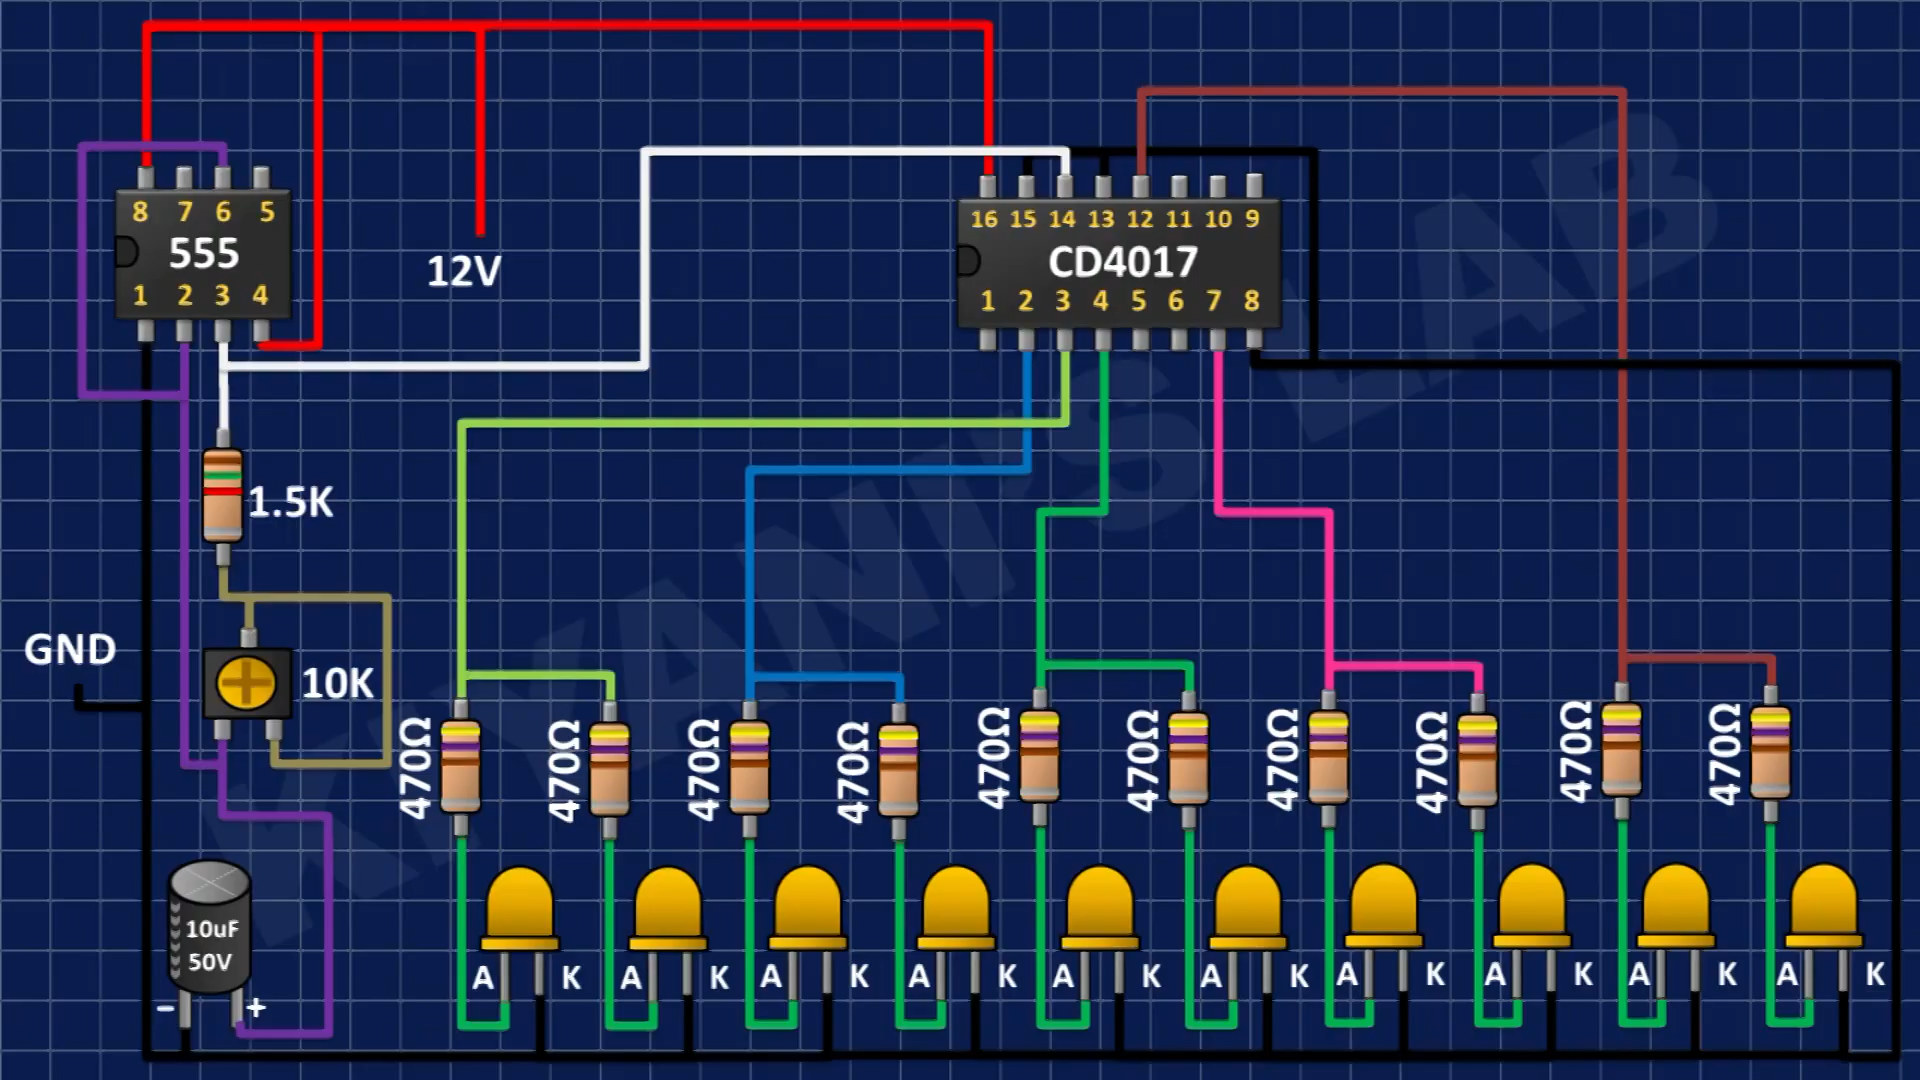 8 7 6 5
555
1 2 3 4
12V
16 15 14 13 12 11 10 9
CD4017
1 2 3 4 5 6 7 8
1.5K
GND
10K
470Ω 470Ω 470Ω 470Ω 470Ω 470Ω 470Ω 470Ω 470Ω 470Ω
KIYANI'S LAB
10uF
50V
- +
A K A K A K A K A K A K A K A K A K A K